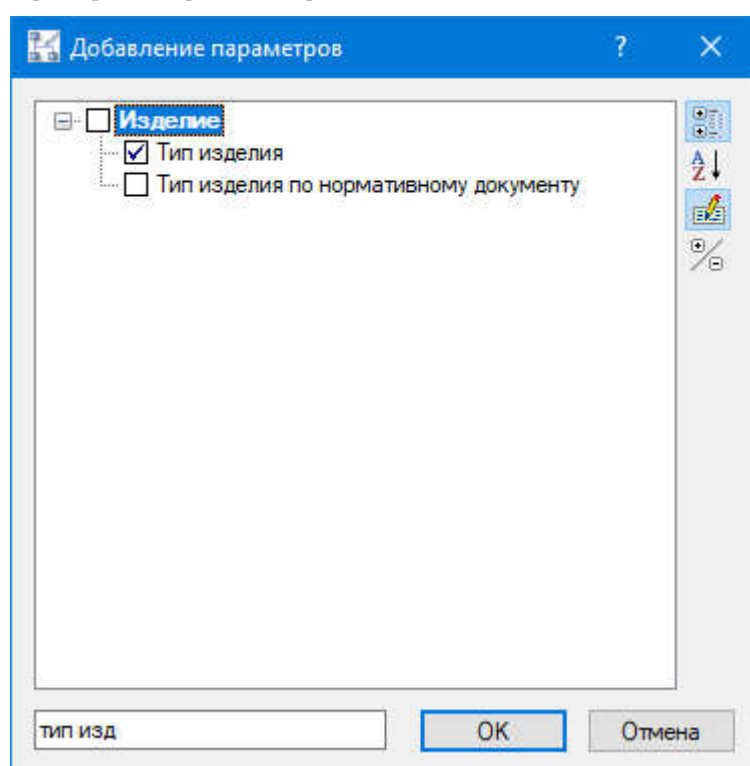 Добавление параметров
?
Изделие
Тип изделия
Тип изделия по нормативному документу
A
Z
тип изд
OK
Отмена